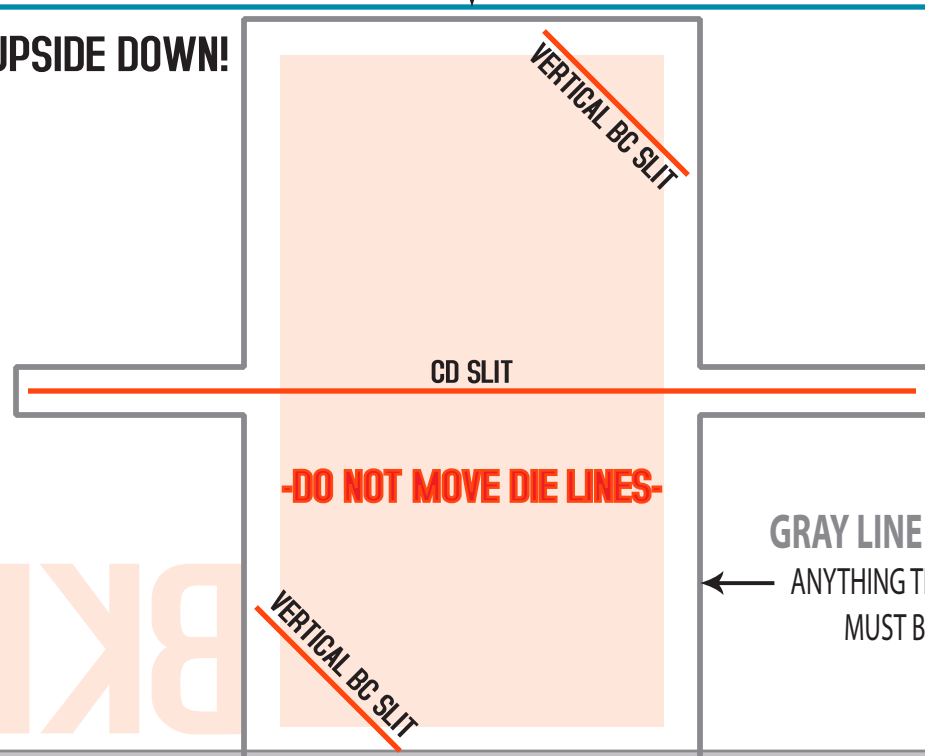 UPSIDE DOWN!
VERTICAL BC SLIT
CD SLIT
-DO NOT MOVE DIE LINES-
GRAY LINE
ANYTHING
MUST
VERTICAL BC SLIT